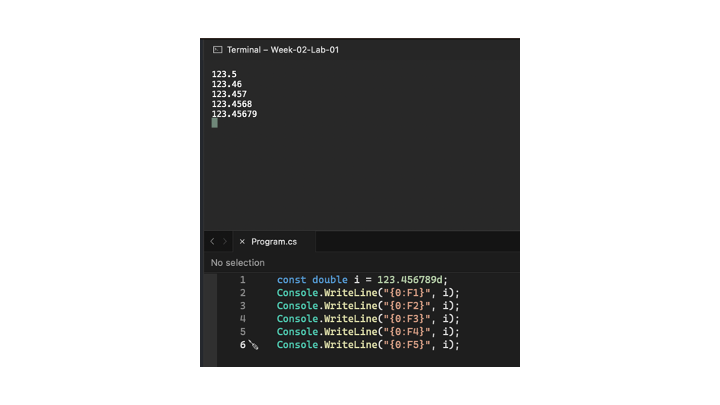 Terminal – Week-02-Lab-01
123.5
123.46
123.457
123.4568
123.45679
Program.cs
No selection
1 const double i = 123.456789d;
2 Console.WriteLine("{0:F1}", i);
3 Console.WriteLine("{0:F2}", i);
4 Console.WriteLine("{0:F3}", i);
5 Console.WriteLine("{0:F4}", i);
6 Console.WriteLine("{0:F5}", i);